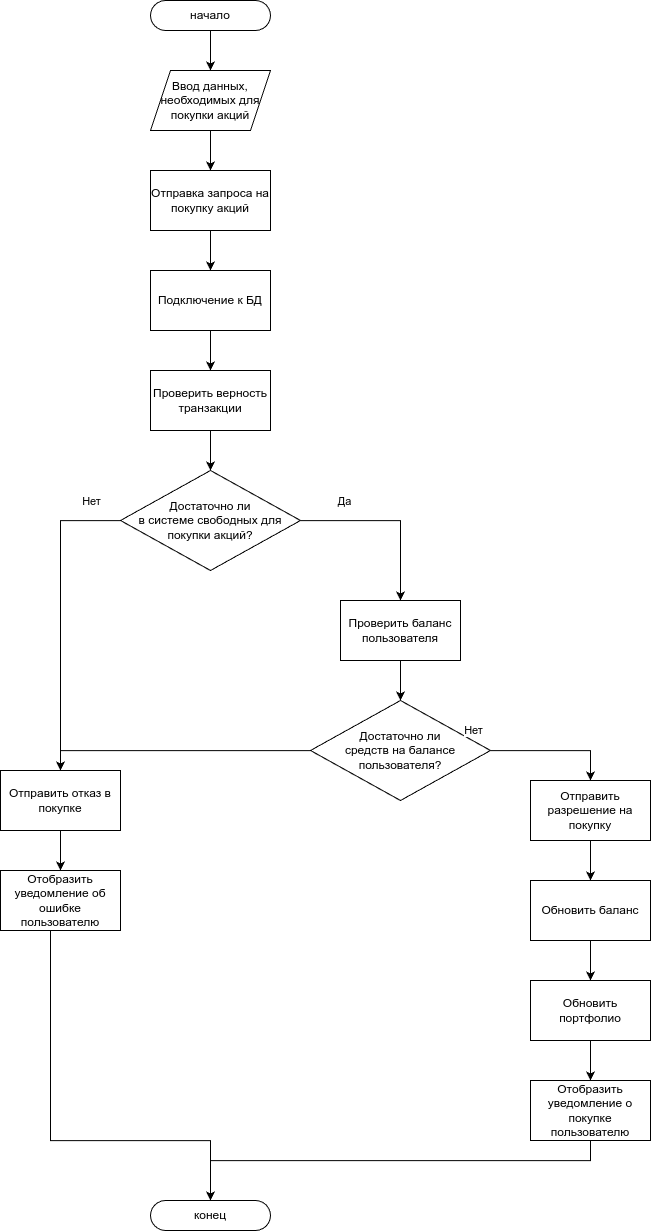 начало
Ввод данных,
необходимых для
покупки акций
Отправка запроса на
покупку акций
Подключение к БД
Проверить верность
транзакции
Нет
Достаточно ли
в системе свободных для
покупки акций?
Да
Проверить баланс
пользователя
Достаточно ли
средств на балансе
пользователя?
Нет
Отправить отказ в
покупке
Отправить
разрешение на
покупку
Отобразить
уведомление об
ошибке
пользователю
Обновить баланс
Обновить
портфолио
Отобразить
уведомление о
покупке
пользователю
конец